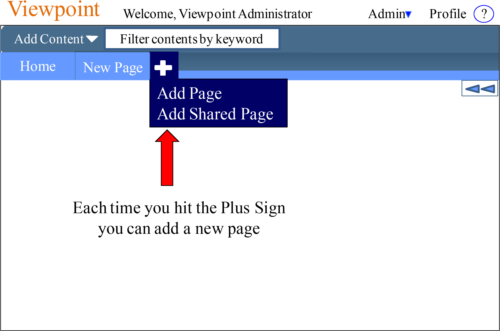 Viewpoint Welcome, Viewpoint Administrator Admin Profile ?
Add Content Filter contents by keyword
Home New Page
Add Page
Add Shared Page
Each time you hit the Plus Sign
you can add a new page